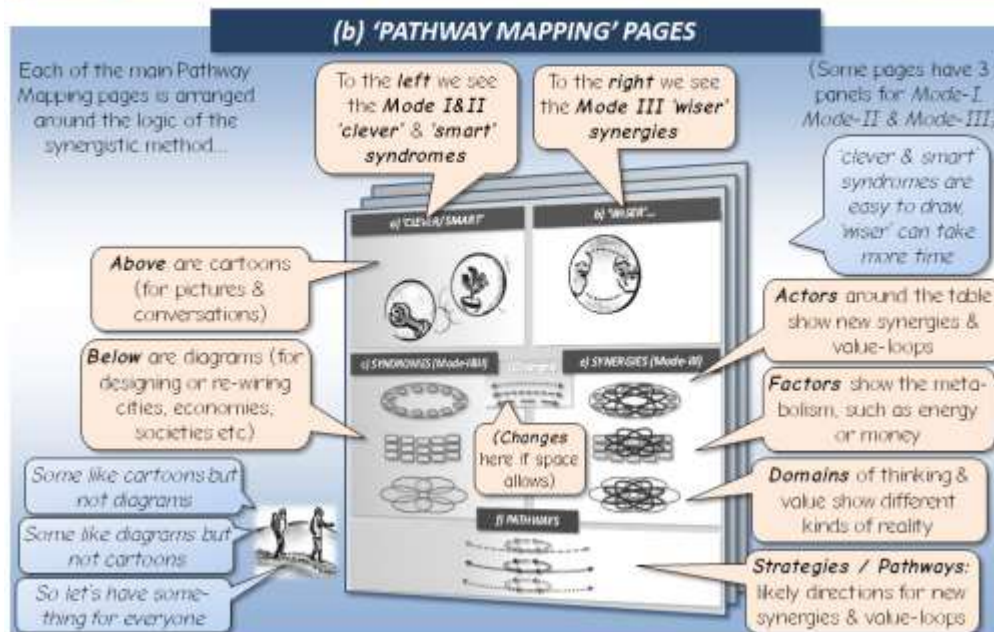 (b) 'PATHWAY MAPPING' PAGES
Each of the main Pathway
Mapping pages is arranged
around the logic of the
synergistic method...
To the left we see
the Mode I&II
'clever' & 'smart'
syndromes
To the right we see
the Mode III 'wiser'
synergies
(Some pages have 3
panels for Mode-I
Mode-II & Mode-III)
'clever & smart'
syndromes are
easy to draw,
'wiser' can take
more time
a) 'CLEVER/SMART'
b) 'WISER'...
Above are cartoons
(for pictures &
conversations)
Below are diagrams (for
designing or re-wiring
cities, economies,
societies etc)
c) SYNDROMES (Mode-I&II)
e) SYNERGIES (Mode-III)
(Changes
here if space
allows)
f) PATHWAYS
Actors around the table
show new synergies &
value-loops
Factors show the meta-
bolism, such as energy
or money
Domains of thinking &
value show different
kinds of reality
Strategies / Pathways:
likely directions for new
synergies & value-loops
Some like cartoons but
not diagrams
Some like diagrams but
not cartoons
So let's have some-
thing for everyone